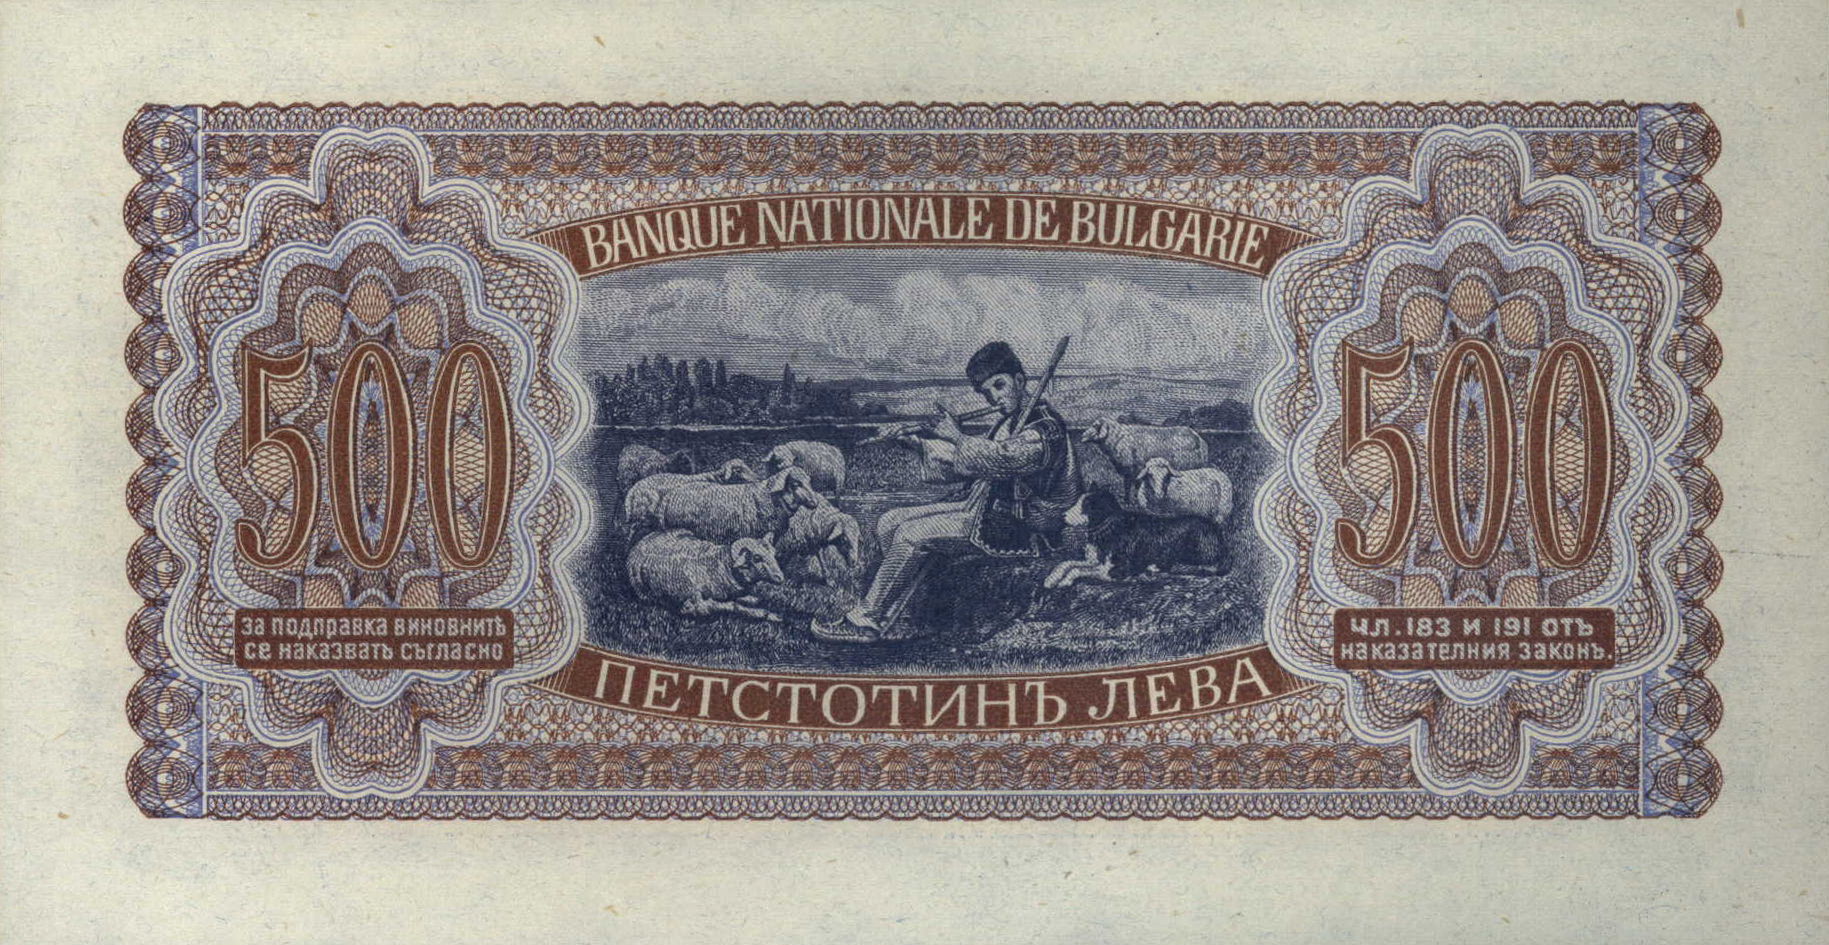 BANQUE NATIONALE DE BULGARIE
500
500
за подправка виновнитѣ
се наказватъ съгласно
чл. 183 и 191 отъ
наказателния законъ.
ПЕТСТОТИНЪ ЛЕВА